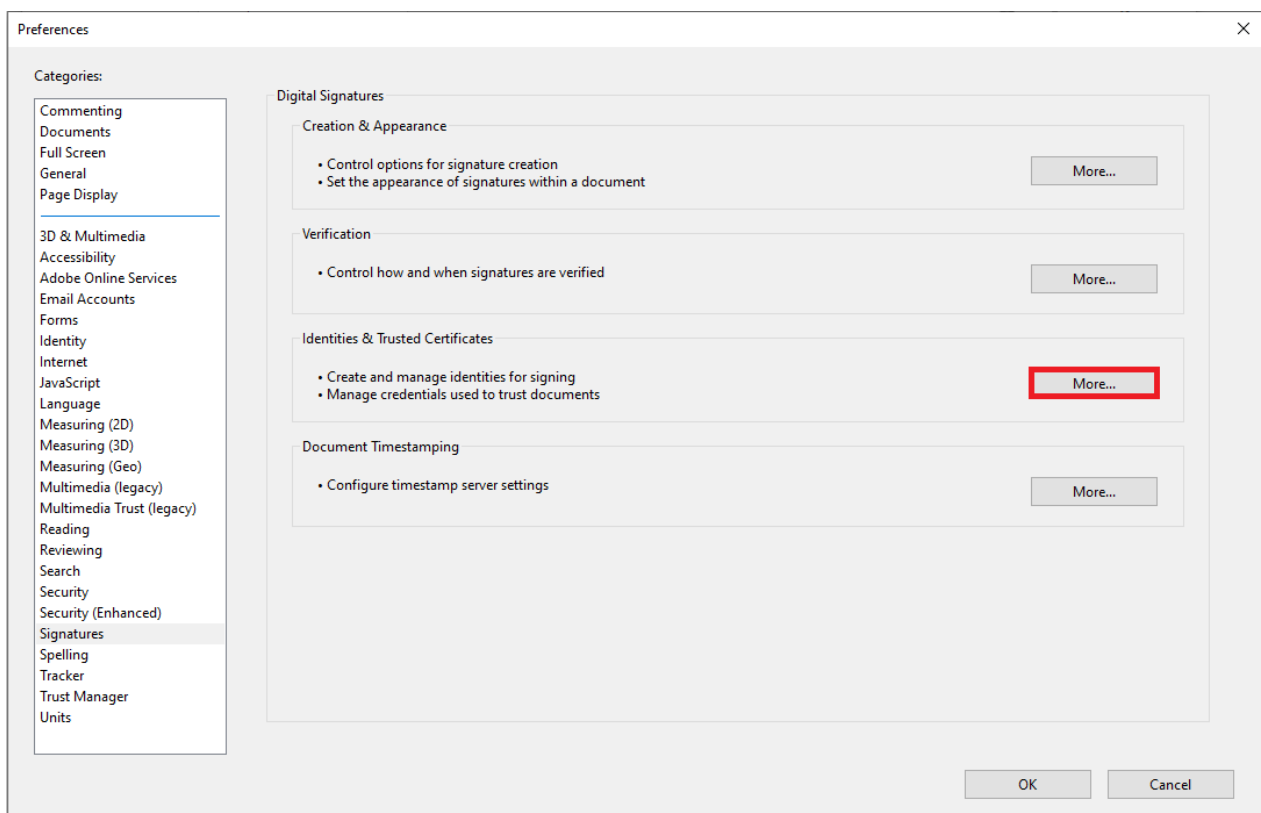 Preferences
Categories:
Commenting
Documents
Full Screen
General
Page Display
3D & Multimedia
Accessibility
Adobe Online Services
Email Accounts
Forms
Identity
Internet
JavaScript
Language
Measuring (2D)
Measuring (3D)
Measuring (Geo)
Multimedia (legacy)
Multimedia Trust (legacy)
Reading
Reviewing
Search
Security
Security (Enhanced)
Signatures
Spelling
Tracker
Trust Manager
Units
Digital Signatures
Creation & Appearance
• Control options for signature creation
• Set the appearance of signatures within a document
More...
Verification
• Control how and when signatures are verified
More...
Identities & Trusted Certificates
• Create and manage identities for signing
• Manage credentials used to trust documents
More...
Document Timestamping
• Configure timestamp server settings
More...
OK
Cancel